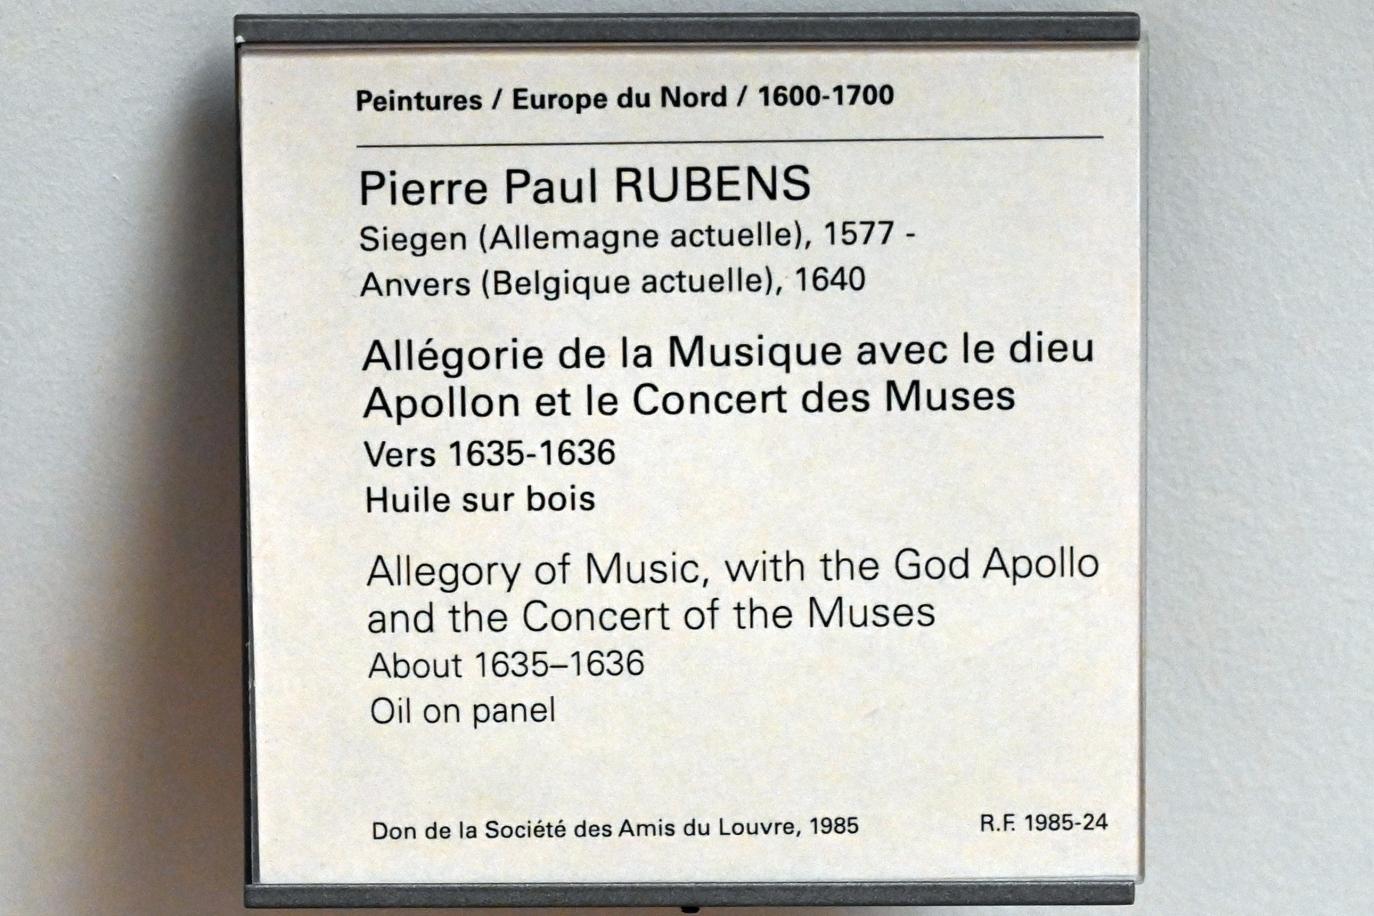 Peintures / Europe du Nord / 1600-1700
Pierre Paul RUBENS
Siegen (Allemagne actuelle), 1577 -
Anvers (Belgique actuelle), 1640
Allégorie de la Musique avec le dieu
Apollon et le Concert des Muses
Vers 1635-1636
Huile sur bois
Allegory of Music, with the God Apollo
and the Concert of the Muses
About 1635–1636
Oil on panel
Don de la Société des Amis du Louvre, 1985 R.F. 1985-24